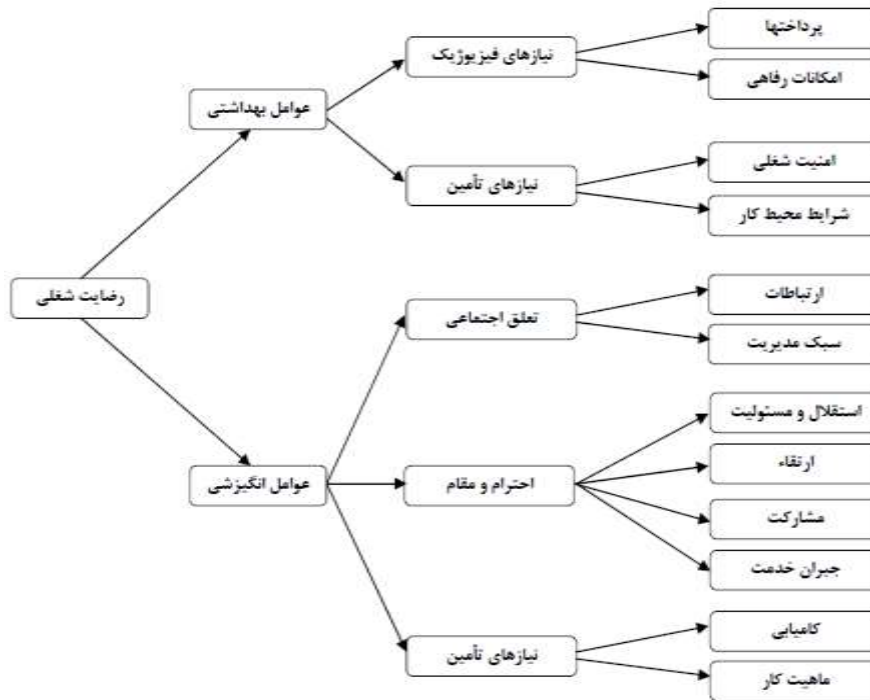 رضایت شغلی
عوامل بهداشتی
نیازهای فیزیوژیک
پرداختها
امکانات رفاهی
نیازهای تأمین
امنیت شغلی
شرایط محیط کار
عوامل انگیزشی
تعلق اجتماعی
ارتباطات
سبک مدیریت
احترام و مقام
استقلال و مسئولیت
ارتقاء
مشارکت
جبران خدمت
نیازهای تأمین
کامیابی
ماهیت کار